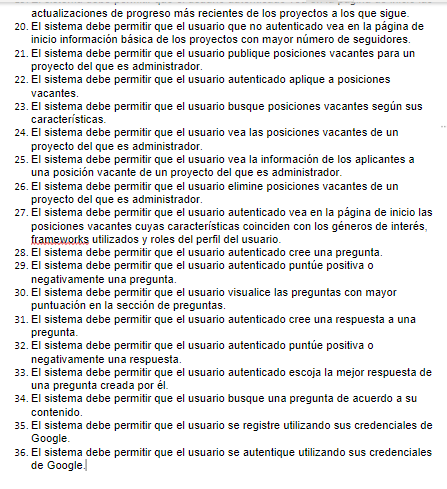 actualizaciones de progreso más recientes de los proyectos a los que sigue.
20. El sistema debe permitir que el usuario que no autenticado vea en la página de
inicio información básica de los proyectos con mayor número de seguidores.
21. El sistema debe permitir que el usuario publique posiciones vacantes para un
proyecto del que es administrador.
22. El sistema debe permitir que el usuario autenticado aplique a posiciones
vacantes.
23. El sistema debe permitir que el usuario busque posiciones vacantes según sus
características.
24. El sistema debe permitir que el usuario vea las posiciones vacantes de un
proyecto del que es administrador.
25. El sistema debe permitir que el usuario vea la información de los aplicantes a
una posición vacante de un proyecto del que es administrador.
26. El sistema debe permitir que el usuario elimine posiciones vacantes de un
proyecto del que es administrador.
27. El sistema debe permitir que el usuario autenticado vea en la página de inicio las
posiciones vacantes cuyas características coinciden con los géneros de interés,
frameworks utilizados y roles del perfil del usuario.
28. El sistema debe permitir que el usuario autenticado cree una pregunta.
29. El sistema debe permitir que el usuario autenticado puntúe positiva o
negativamente una pregunta.
30. El sistema debe permitir que el usuario visualice las preguntas con mayor
puntuación en la sección de preguntas.
31. El sistema debe permitir que el usuario autenticado cree una respuesta a una
pregunta.
32. El sistema debe permitir que el usuario autenticado puntúe positiva o
negativamente una respuesta.
33. El sistema debe permitir que el usuario autenticado escoja la mejor respuesta de
una pregunta creada por él.
34. El sistema debe permitir que el usuario busque una pregunta de acuerdo a su
contenido.
35. El sistema debe permitir que el usuario se registre utilizando sus credenciales de
Google.
36. El sistema debe permitir que el usuario se autentique utilizando sus credenciales
de Google.